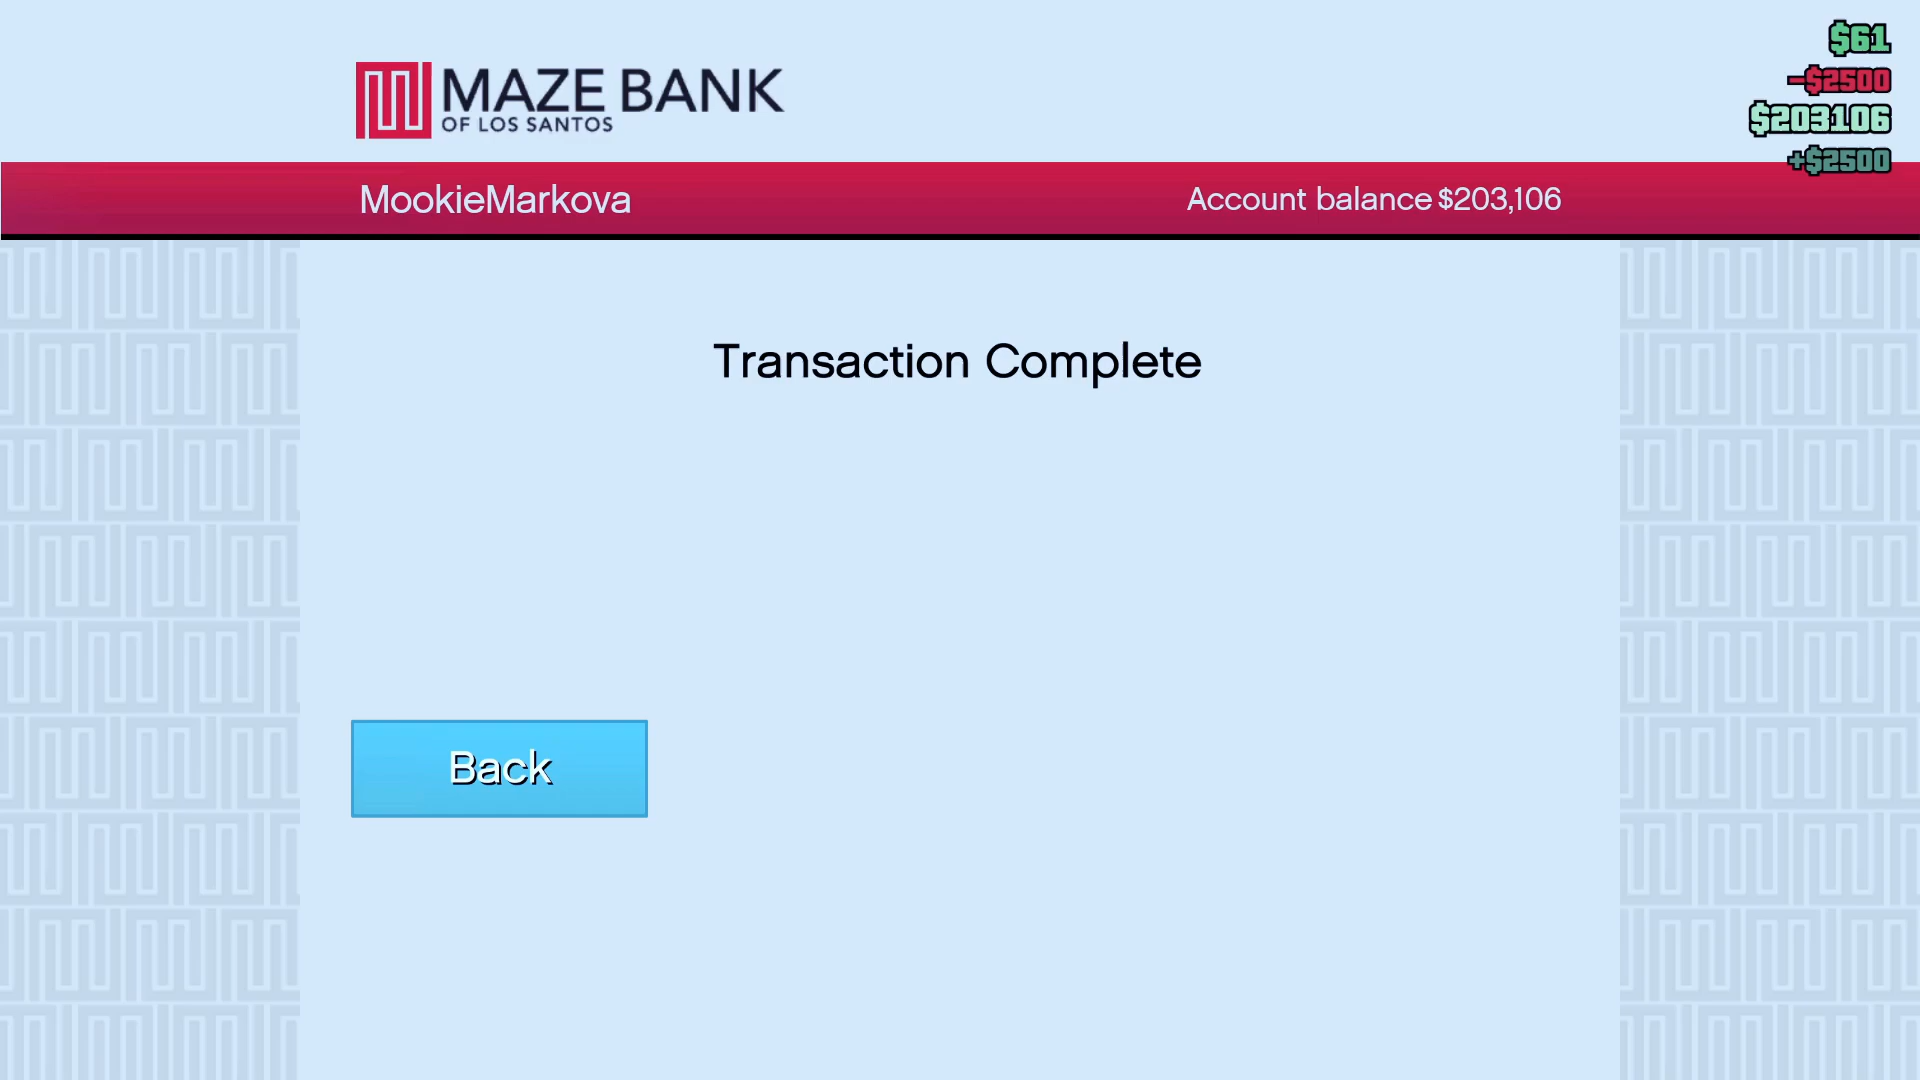 $61
-$2500
$203106
+$2500
MAZE BANK
OF LOS SANTOS
MookieMarkova
Account balance $203,106
Transaction Complete
Back